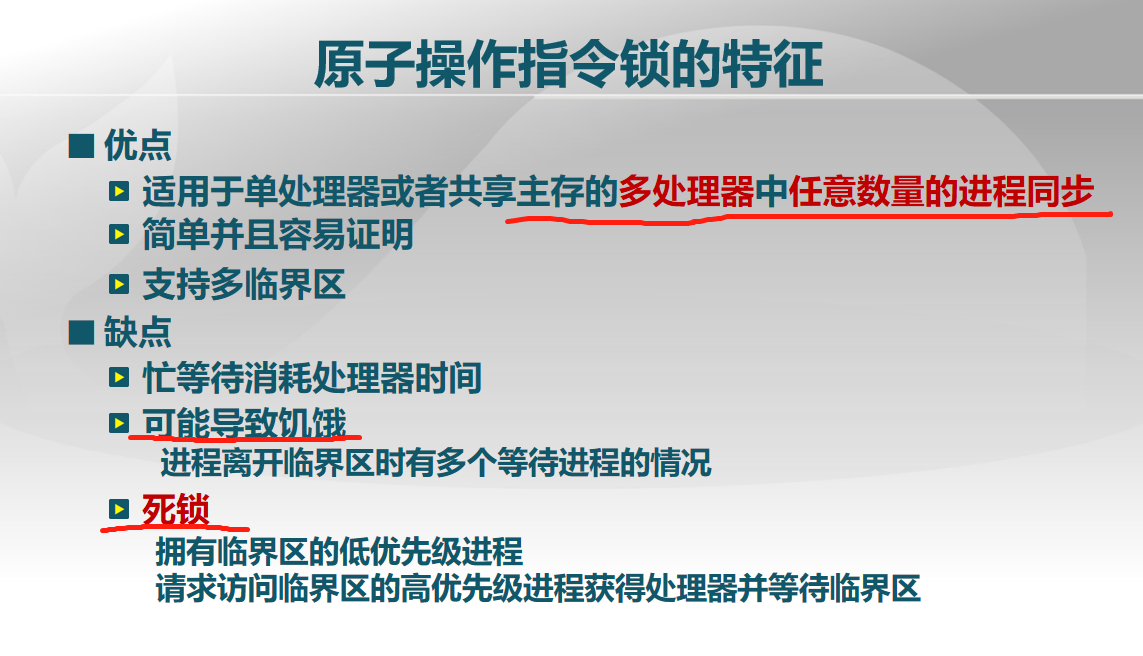 原子操作指令锁的特征
优点
适用于单处理器或者共享主存的多处理器中任意数量的进程同步
简单并且容易证明
支持多临界区
缺点
忙等待消耗处理器时间
可能导致饥饿
进程离开临界区时有多个等待进程的情况
死锁
拥有临界区的低优先级进程
请求访问临界区的高优先级进程获得处理器并等待临界区